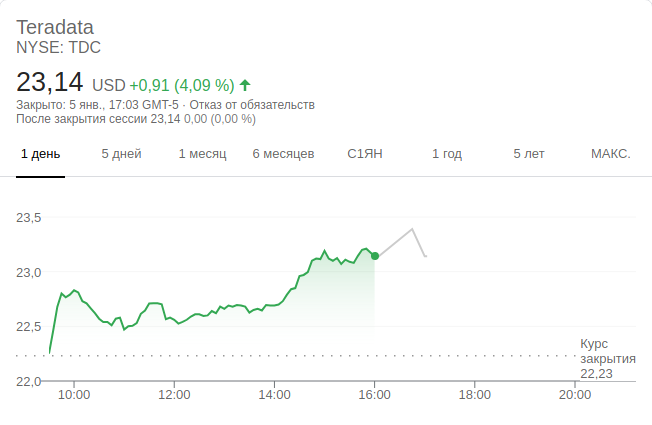 Teradata
NYSE: TDC
23,14 USD +0,91 (4,09 %)
Закрыто: 5 янв., 17:03 GMT-5 · Отказ от обязательств
После закрытия сессии 23,14 0,00 (0,00 %)
1 день 5 дней 1 месяц 6 месяцев С1ЯН 1 год 5 лет МАКС.
23,5
23,0
22,5
Курс
закрытия
22,23
22,0
10:00 12:00 14:00 16:00 18:00 20:00